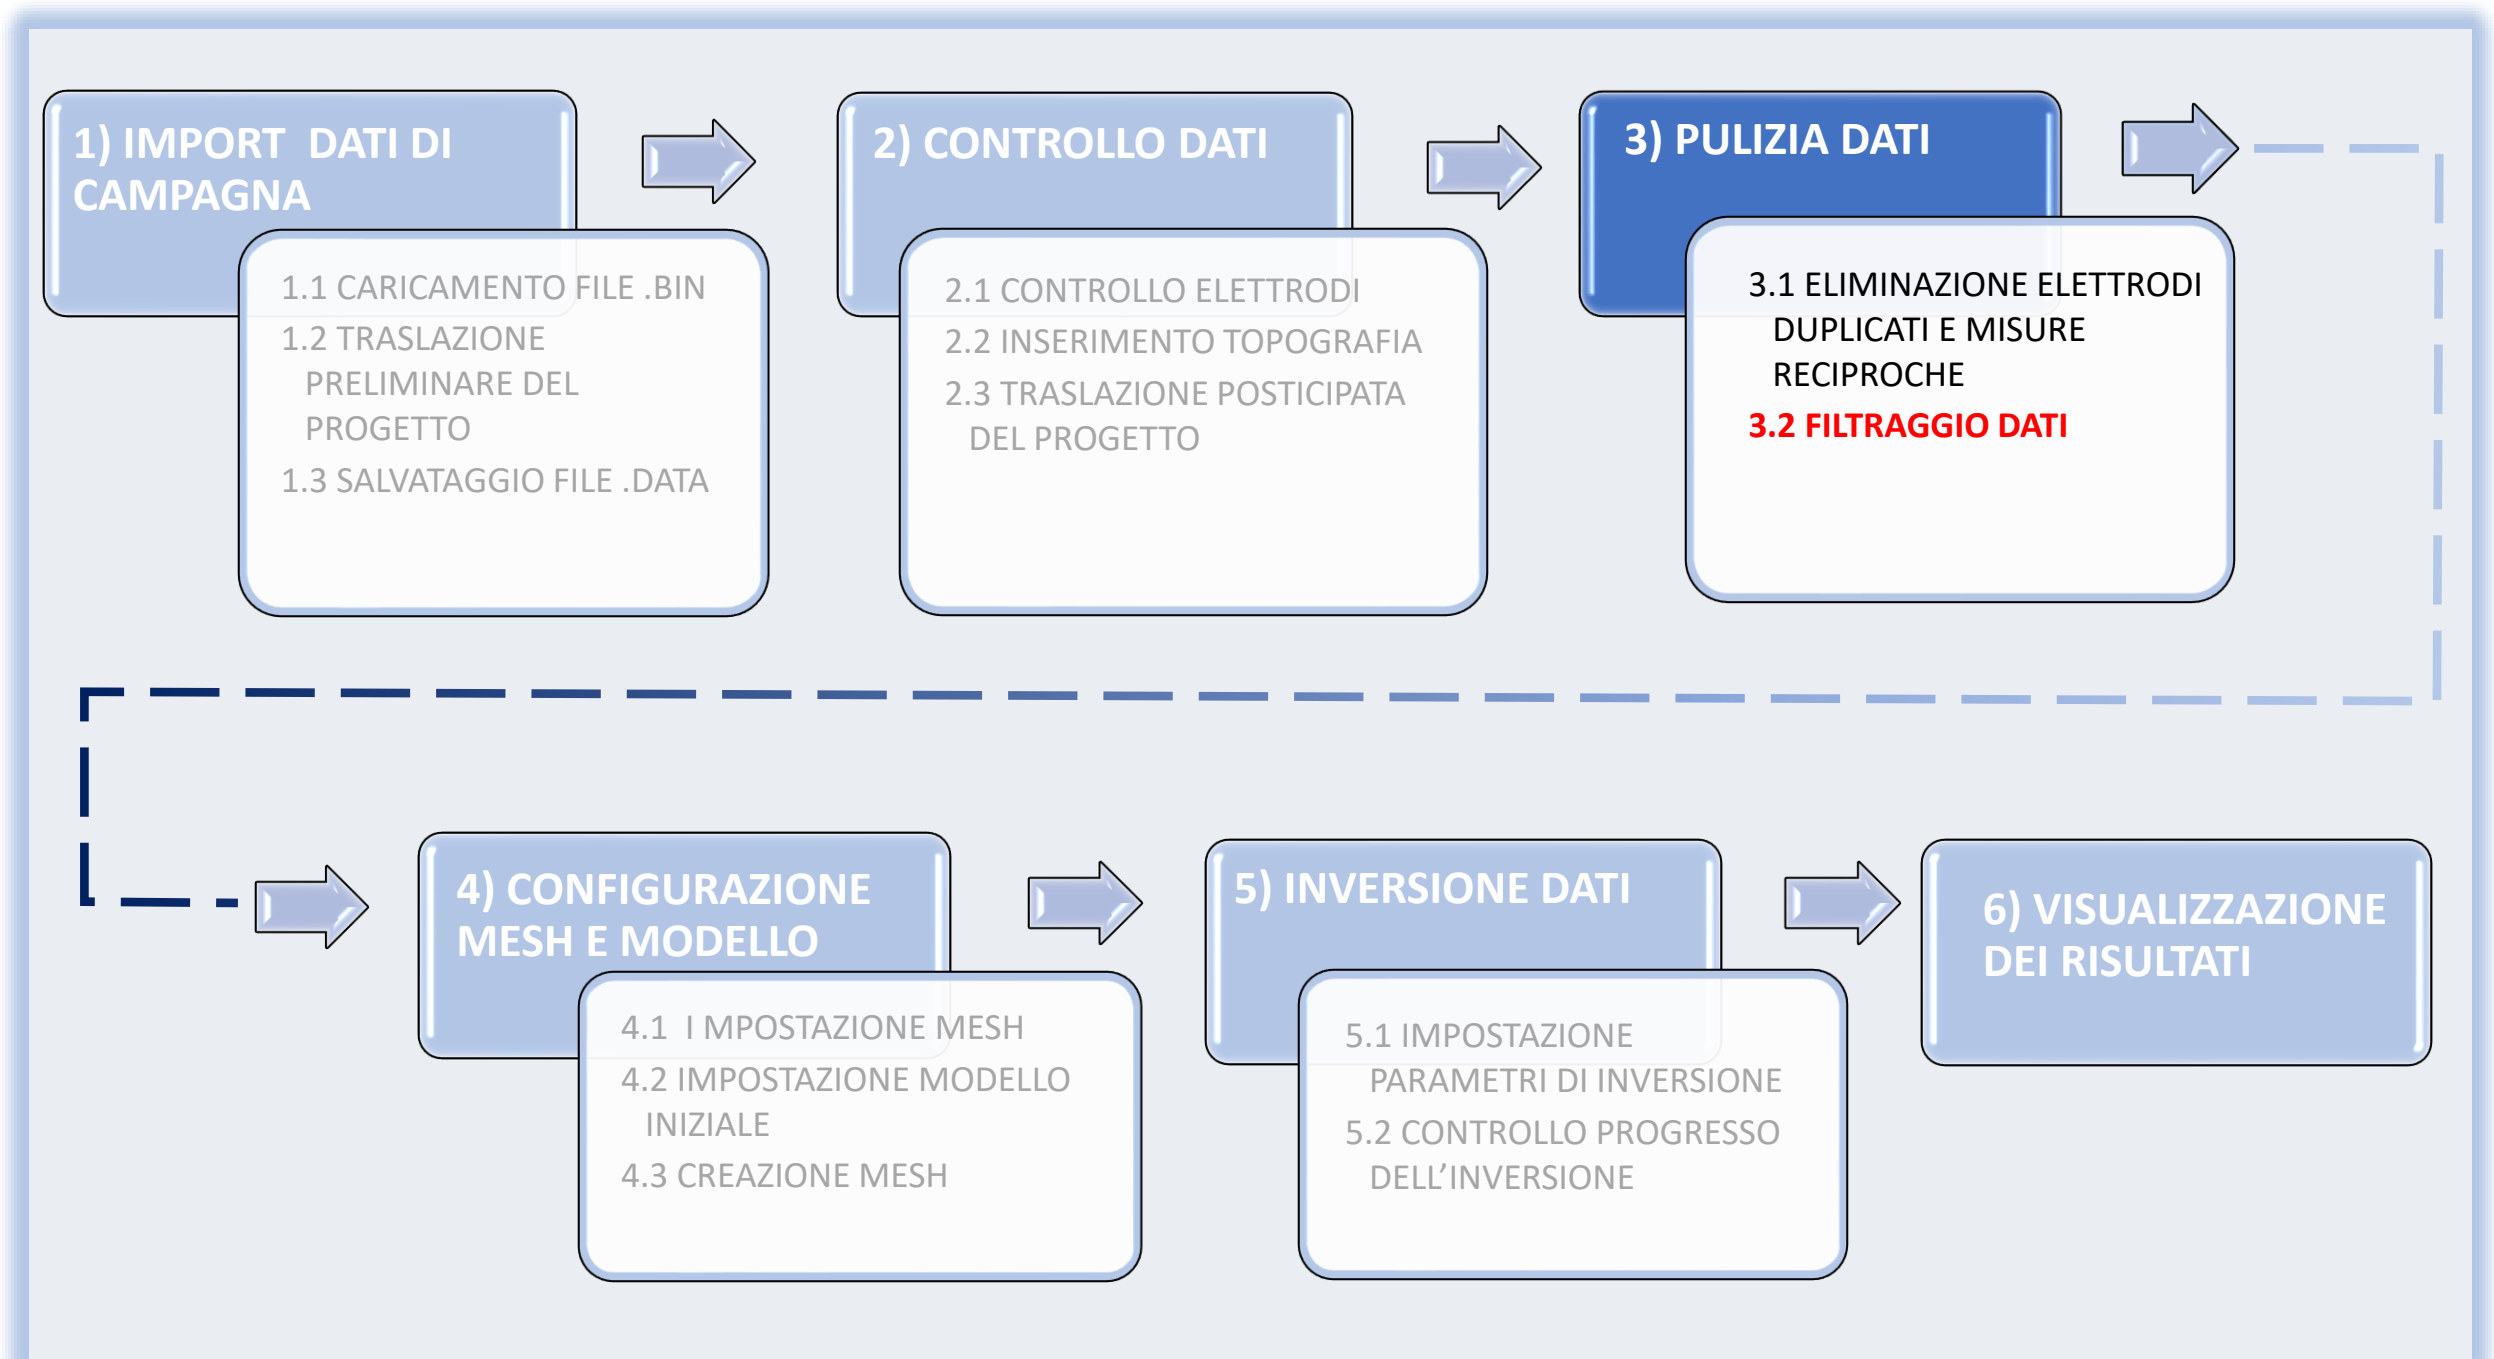 1) IMPORT  DATI DI
CAMPAGNA
1.1 CARICAMENTO FILE .BIN
1.2 TRASLAZIONE
PRELIMINARE DEL
PROGETTO
1.3 SALVATAGGIO FILE .DATA
2) CONTROLLO DATI
2.1 CONTROLLO ELETTRODI
2.2 INSERIMENTO TOPOGRAFIA
2.3 TRASLAZIONE POSTICIPATA
DEL PROGETTO
3) PULIZIA DATI
3.1 ELIMINAZIONE ELETTRODI
DUPLICATI E MISURE
RECIPROCHE
3.2 FILTRAGGIO DATI
4) CONFIGURAZIONE
MESH E MODELLO
4.1  I MPOSTAZIONE MESH
4.2 IMPOSTAZIONE MODELLO
INIZIALE
4.3 CREAZIONE MESH
5) INVERSIONE DATI
5.1 IMPOSTAZIONE
PARAMETRI DI INVERSIONE
5.2 CONTROLLO PROGRESSO
DELL’INVERSIONE
6) VISUALIZZAZIONE
DEI RISULTATI